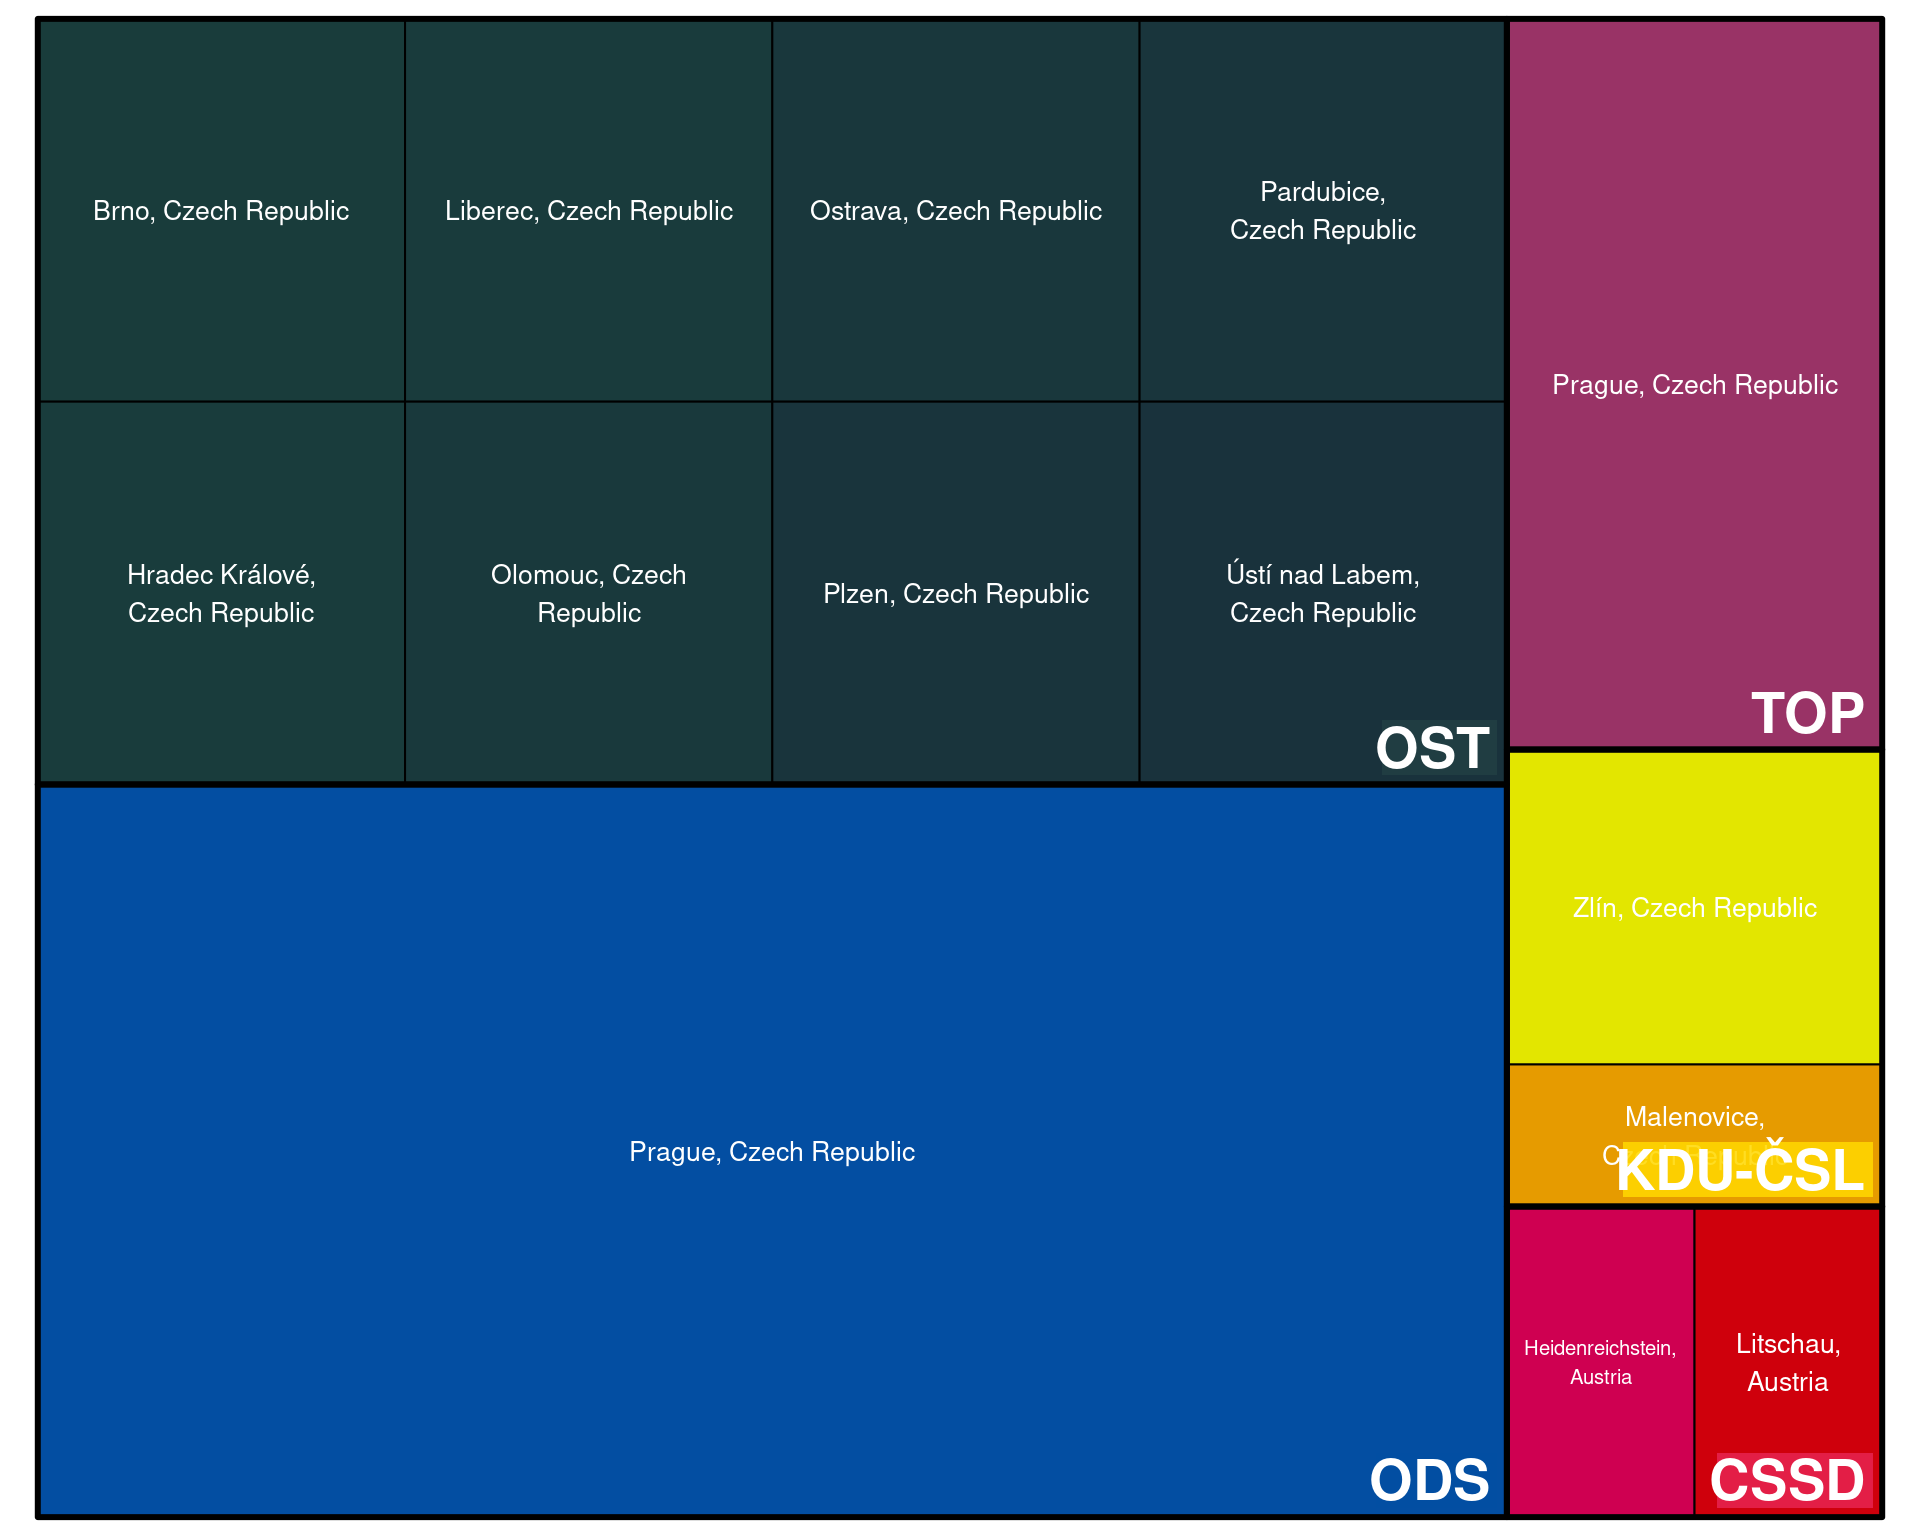 Brno, Czech Republic
Liberec, Czech Republic
Ostrava, Czech Republic
Pardubice,
Czech Republic
Hradec Králové,
Czech Republic
Olomouc, Czech
Republic
Plzen, Czech Republic
Ústí nad Labem,
Czech Republic
OST
Prague, Czech Republic
ODS
Prague, Czech Republic
TOP
Zlín, Czech Republic
Malenovice,
Czech Republic
KDU-ČSL
Heidenreichstein,
Austria
Litschau,
Austria
CSSD